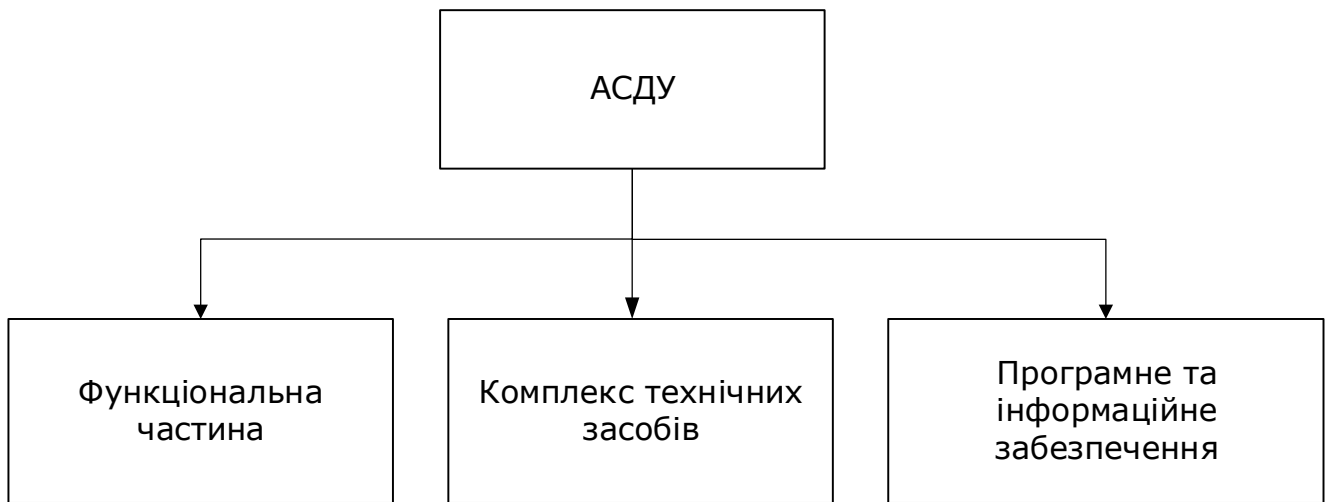 АСДУ
Функціональна
частина
Комплекс технічних
засобів
Програмне та
інформаційне
забезпечення